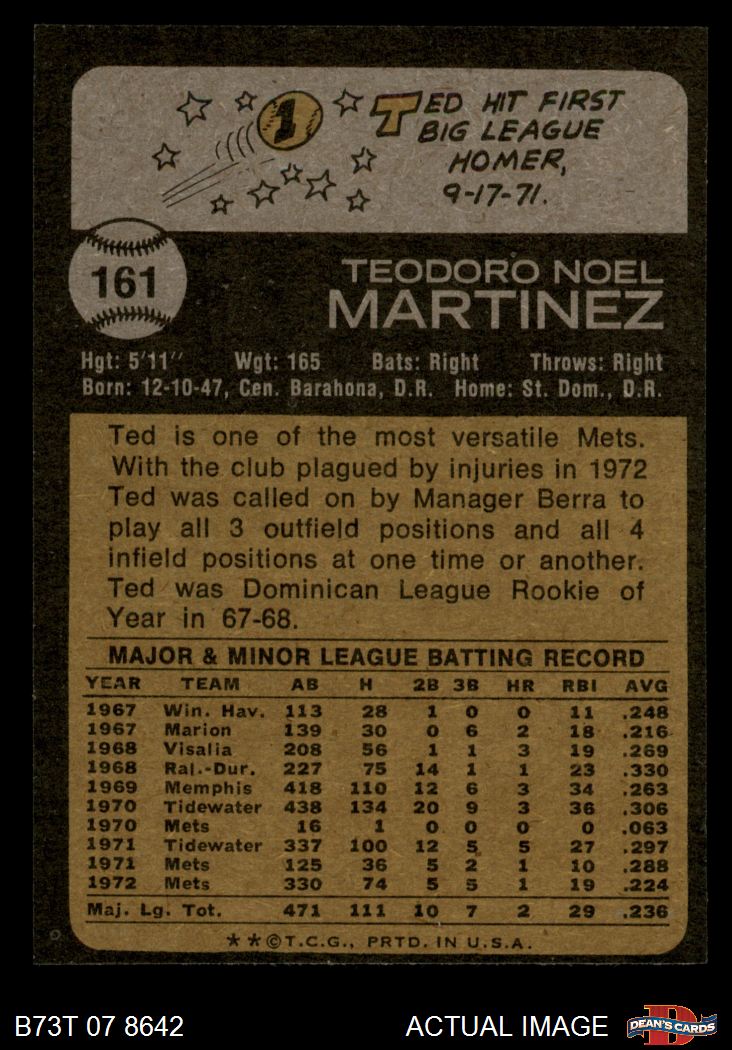 1
TED HIT FIRST
BIG LEAGUE
HOMER,
9-17-71.
161
TEODORO NOEL
MARTINEZ
Hgt: 5'11" Wgt: 165 Bats: Right Throws: Right
Born: 12-10-47, Cen. Barahona, D.R. Home: St. Dom., D.R.
Ted is one of the most versatile Mets.
With the club plagued by injuries in 1972
Ted was called on by Manager Berra to
play all 3 outfield positions and all 4
infield positions at one time or another.
Ted was Dominican League Rookie of
Year in 67-68.
MAJOR & MINOR LEAGUE BATTING RECORD
YEAR TEAM AB H 2B 3B HR RBI AVG
1967 Win. Hav. 113 28 1 0 0 11 .248
1967 Marion 139 30 0 6 2 18 .216
1968 Visalia 208 56 1 1 3 19 .269
1968 Ral.-Dur. 227 75 14 1 1 23 .330
1969 Memphis 418 110 12 6 3 34 .263
1970 Tidewater 438 134 20 9 3 36 .306
1970 Mets 16 1 0 0 0 0 .063
1971 Tidewater 337 100 12 5 5 27 .297
1971 Mets 125 36 5 2 1 10 .288
1972 Mets 330 74 5 5 1 19 .224
Maj. Lg. Tot. 471 111 10 7 2 29 .236
**©T.C.G., PRTD. IN U.S.A.
B73T 07 8642 ACTUAL IMAGE
D
DEAN'S CARDS